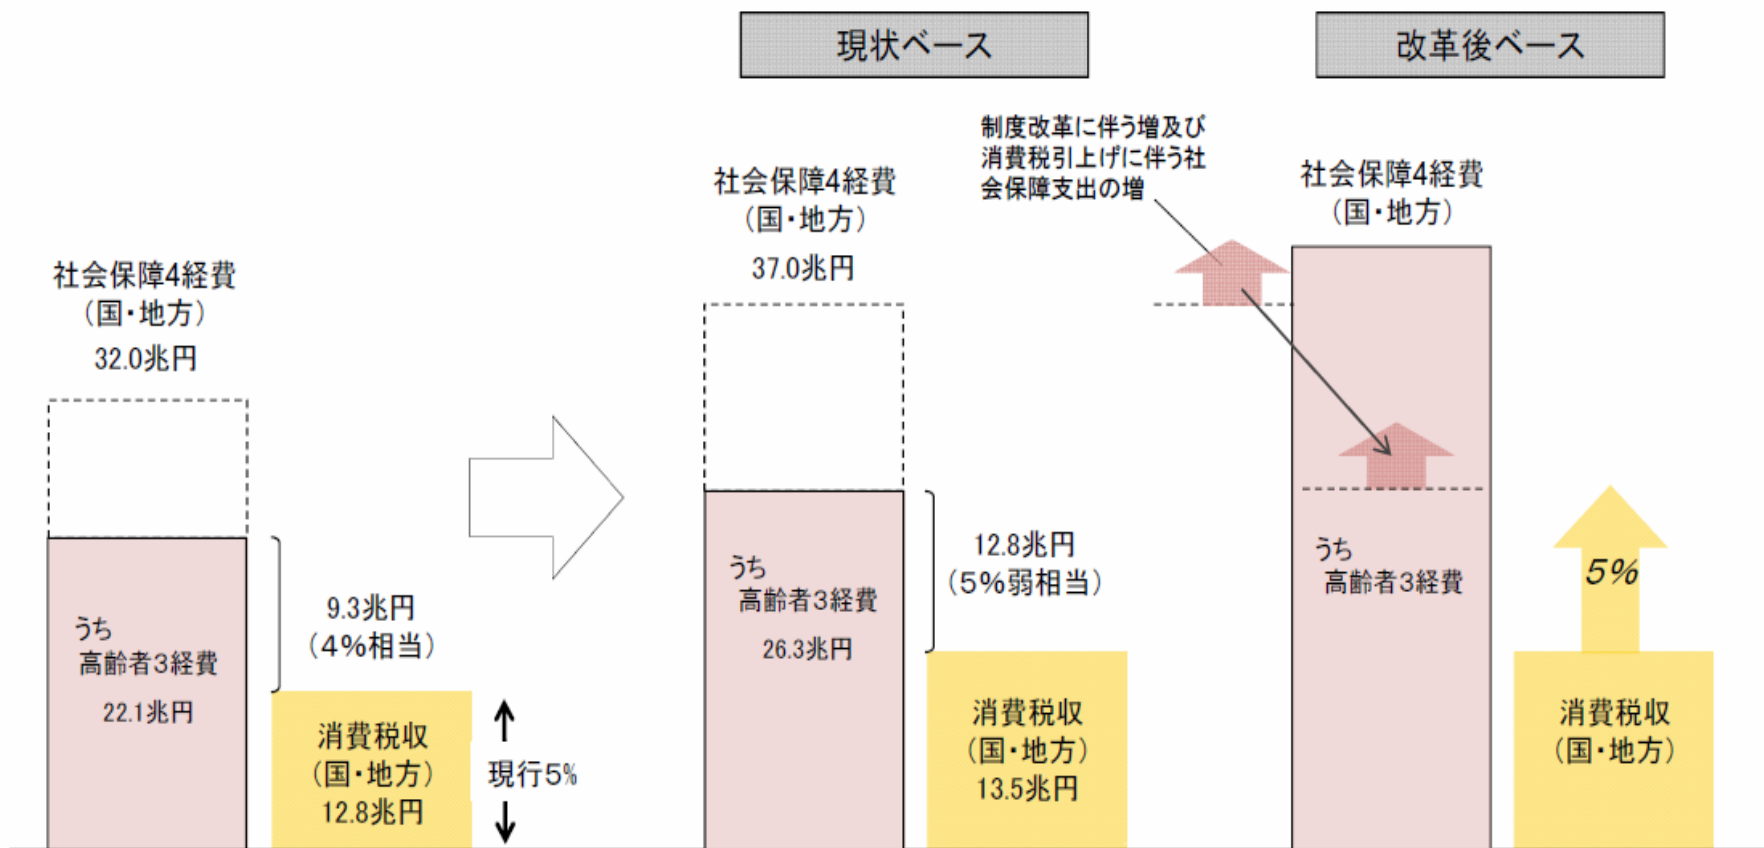 現状ベース
改革後ベース
制度改革に伴う増及び
消費税引上げに伴う社
会保障支出の増
社会保障4経費
（国・地方）
32.0兆円
うち
高齢者3経費
22.1兆円
9.3兆円
（4%相当）
消費税収
（国・地方）
12.8兆円
現行5%
社会保障4経費
（国・地方）
37.0兆円
うち
高齢者3経費
26.3兆円
12.8兆円
（5%弱相当）
消費税収
（国・地方）
13.5兆円
社会保障4経費
（国・地方）
うち
高齢者3経費
5%
消費税収
（国・地方）